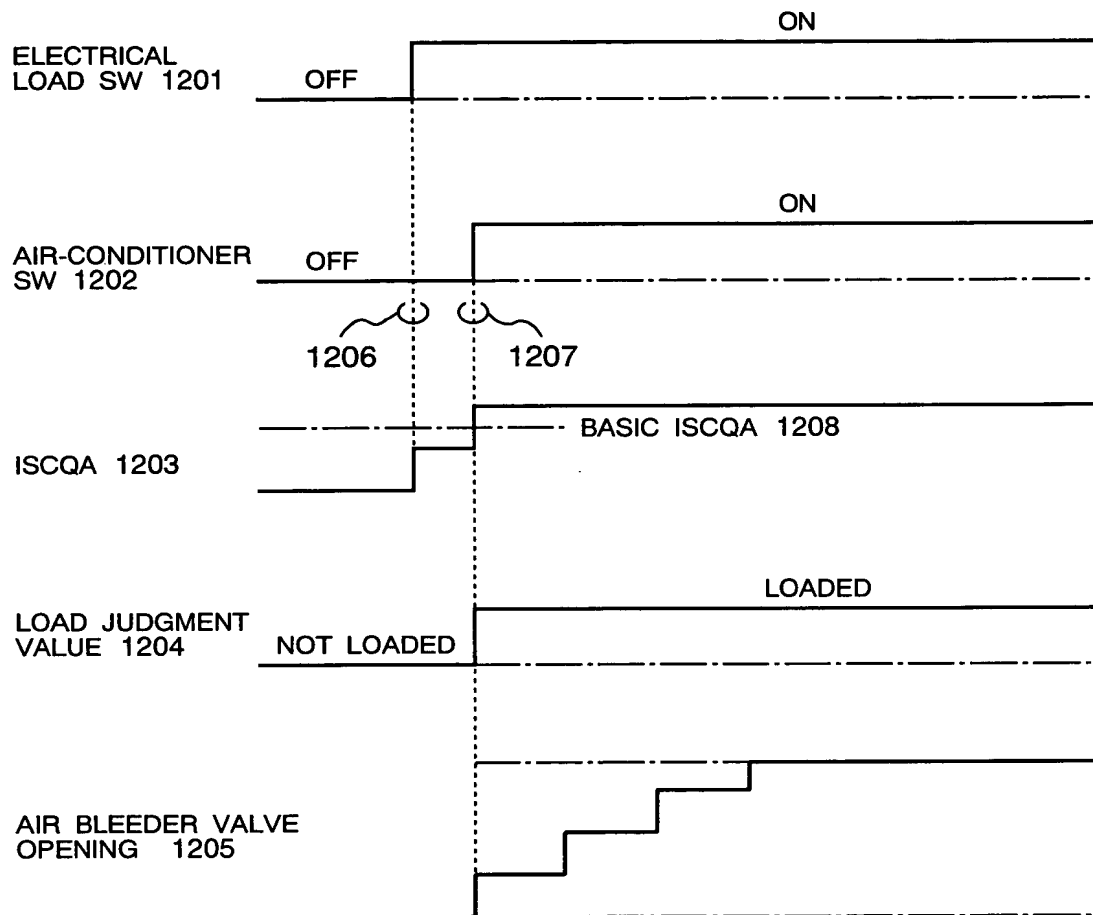 ON
ELECTRICAL
LOAD SW 1201
OFF
ON
AIR-CONDITIONER
SW 1202
OFF
1206
1207
BASIC ISCQA 1208
ISCQA 1203
LOADED
LOAD JUDGMENT
VALUE 1204
NOT LOADED
AIR BLEEDER VALVE
OPENING 1205